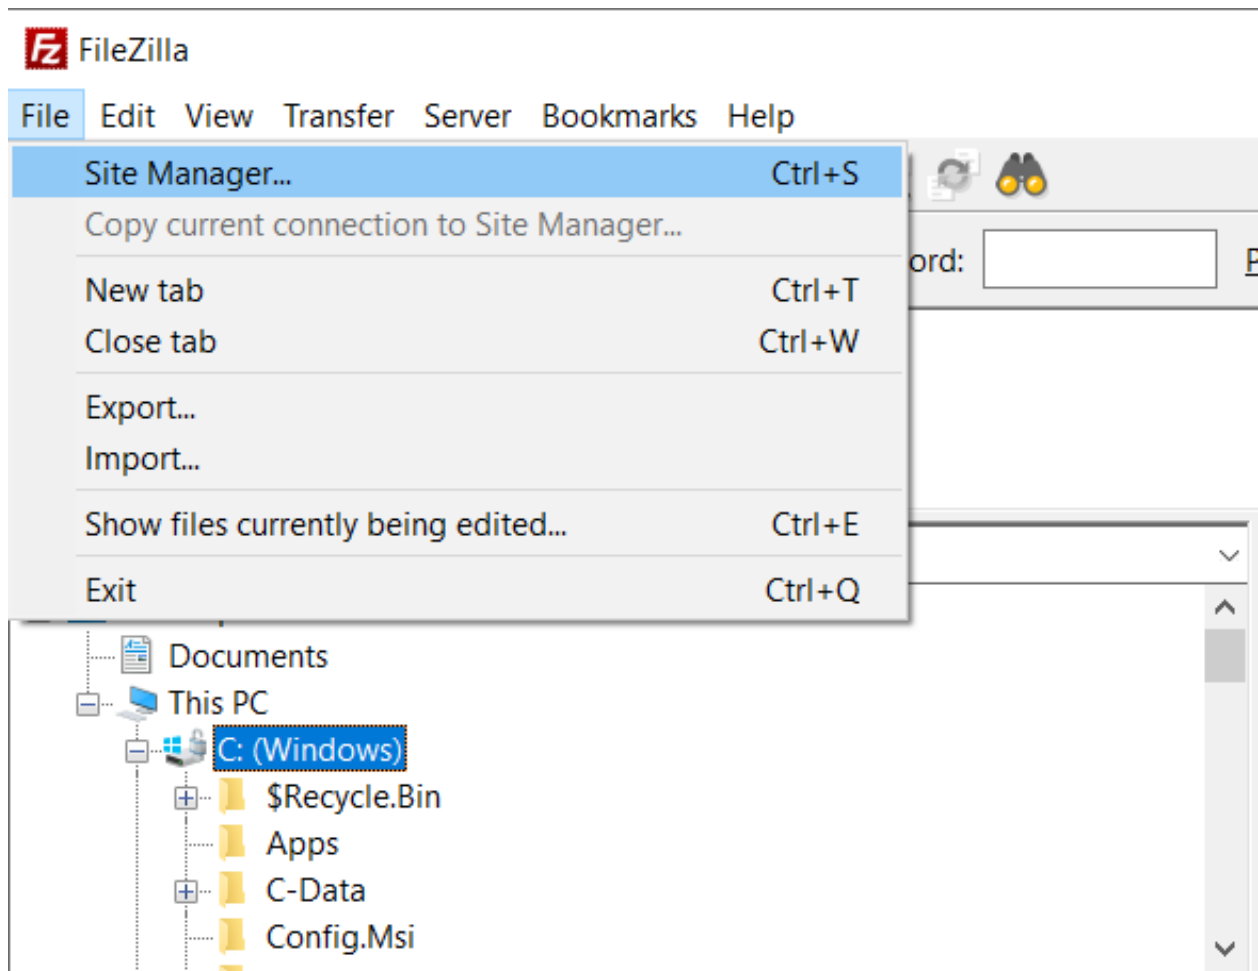 FileZilla
File Edit View Transfer Server Bookmarks Help
Site Manager... Ctrl+S
Copy current connection to Site Manager...
ord:
New tab Ctrl+T
Close tab Ctrl+W
Export...
Import...
Show files currently being edited... Ctrl+E
Exit Ctrl+Q
Documents
This PC
C: (Windows)
$Recycle.Bin
Apps
C-Data
Config.Msi